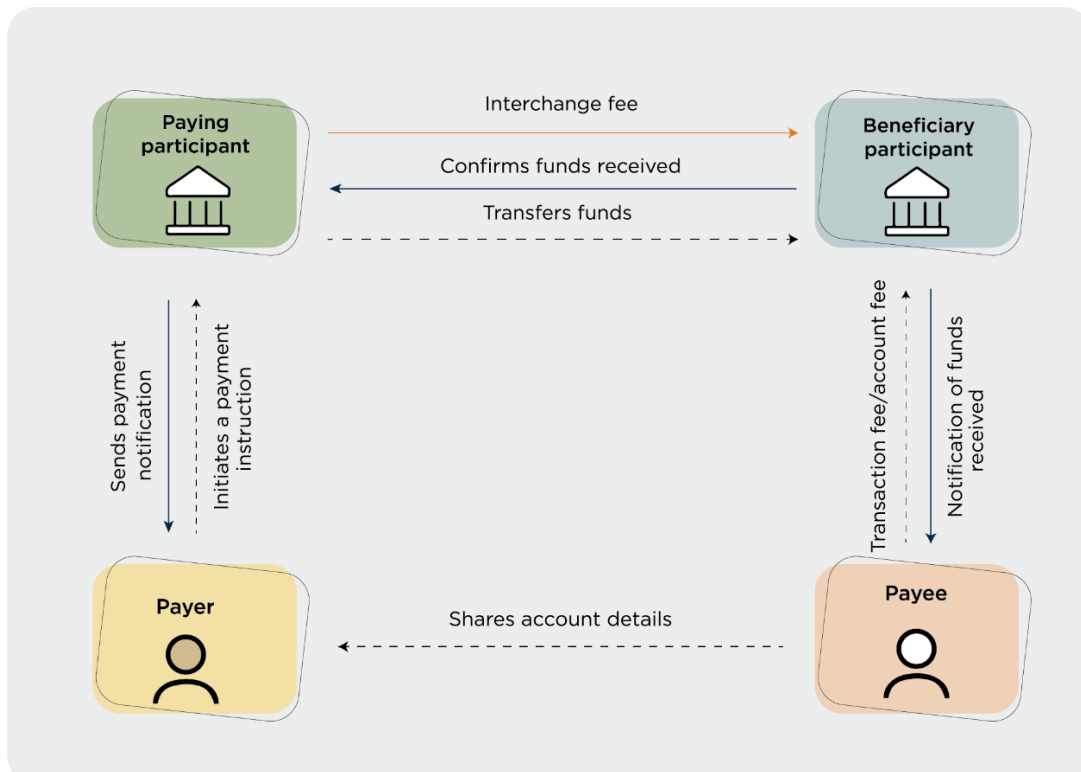 Paying
participant
Interchange fee
Beneficiary
participant
Confirms funds received
Transfers funds
Sends payment
notification
Initiates a payment
instruction
Transaction fee/account fee
Notification of funds
received
Payer
Shares account details
Payee